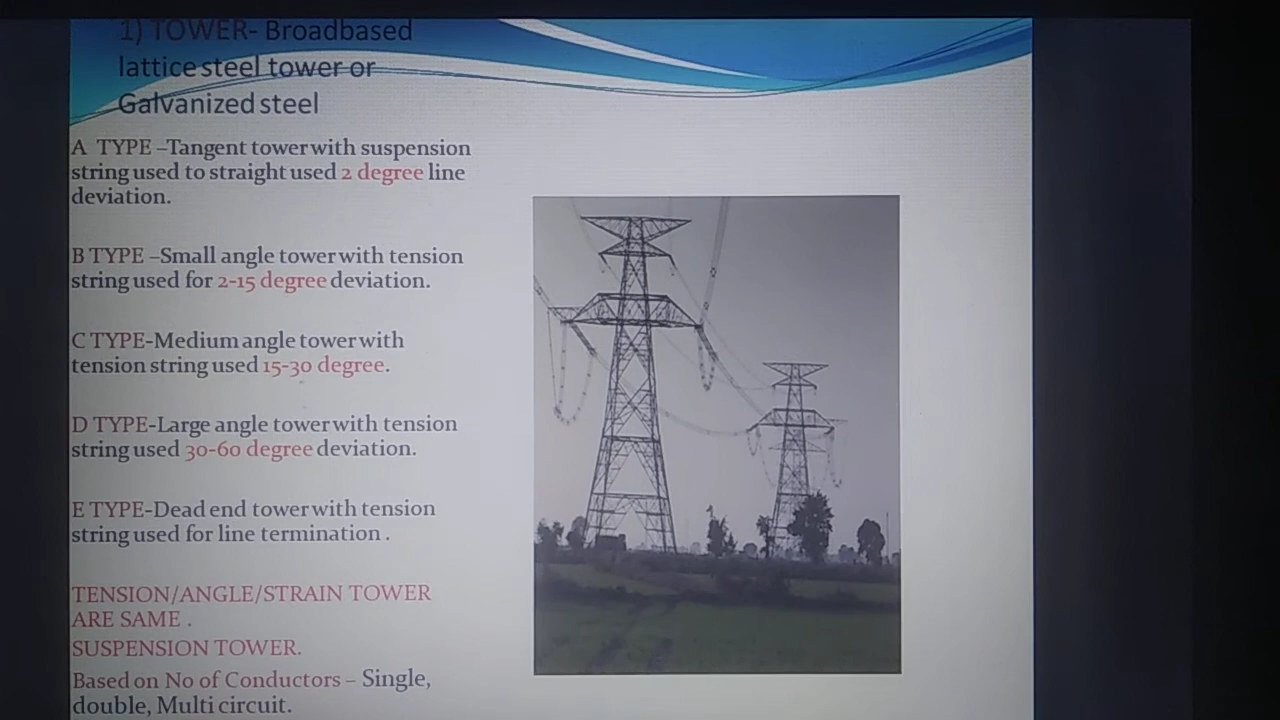 1) TOWER- Broadbased
lattice steel tower or
Galvanized steel
A TYPE –Tangent tower with suspension
string used to straight used 2 degree line
deviation.
B TYPE –Small angle tower with tension
string used for 2-15 degree deviation.
C TYPE-Medium angle tower with
tension string used 15-30 degree.
D TYPE-Large angle tower with tension
string used 30-60 degree deviation.
E TYPE-Dead end tower with tension
string used for line termination .
TENSION/ANGLE/STRAIN TOWER
ARE SAME .
SUSPENSION TOWER.
Based on No of Conductors – Single,
double, Multi circuit.